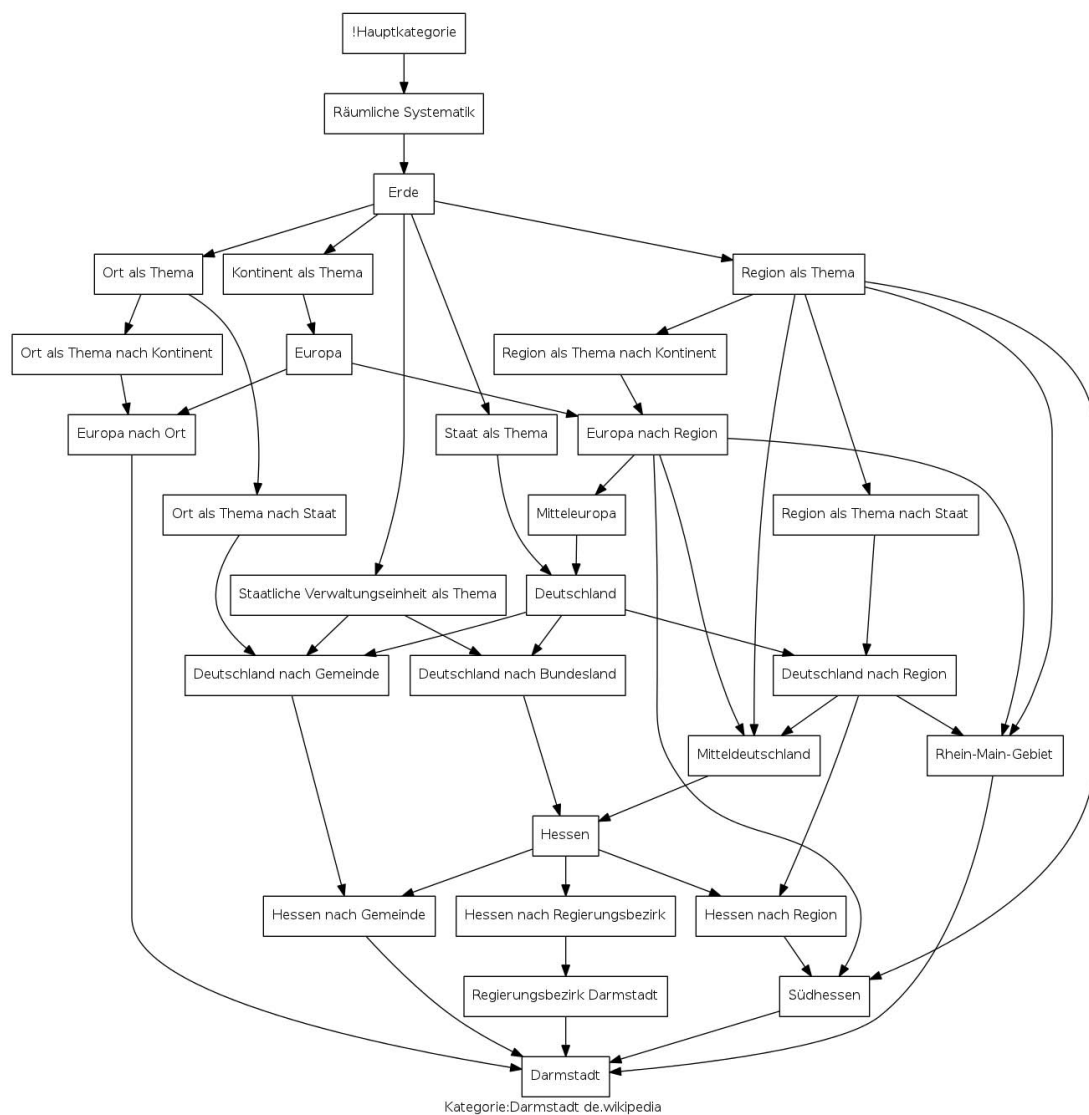 !Hauptkategorie
Räumliche Systematik
Erde
Ort als Thema
Kontinent als Thema
Region als Thema
Ort als Thema nach Kontinent
Europa
Region als Thema nach Kontinent
Europa nach Ort
Staat als Thema
Europa nach Region
Ort als Thema nach Staat
Mitteleuropa
Region als Thema nach Staat
Staatliche Verwaltungseinheit als Thema
Deutschland
Deutschland nach Gemeinde
Deutschland nach Bundesland
Deutschland nach Region
Mitteldeutschland
Rhein-Main-Gebiet
Hessen
Hessen nach Gemeinde
Hessen nach Regierungsbezirk
Hessen nach Region
Regierungsbezirk Darmstadt
Südhessen
Darmstadt
Kategorie:Darmstadt de.wikipedia